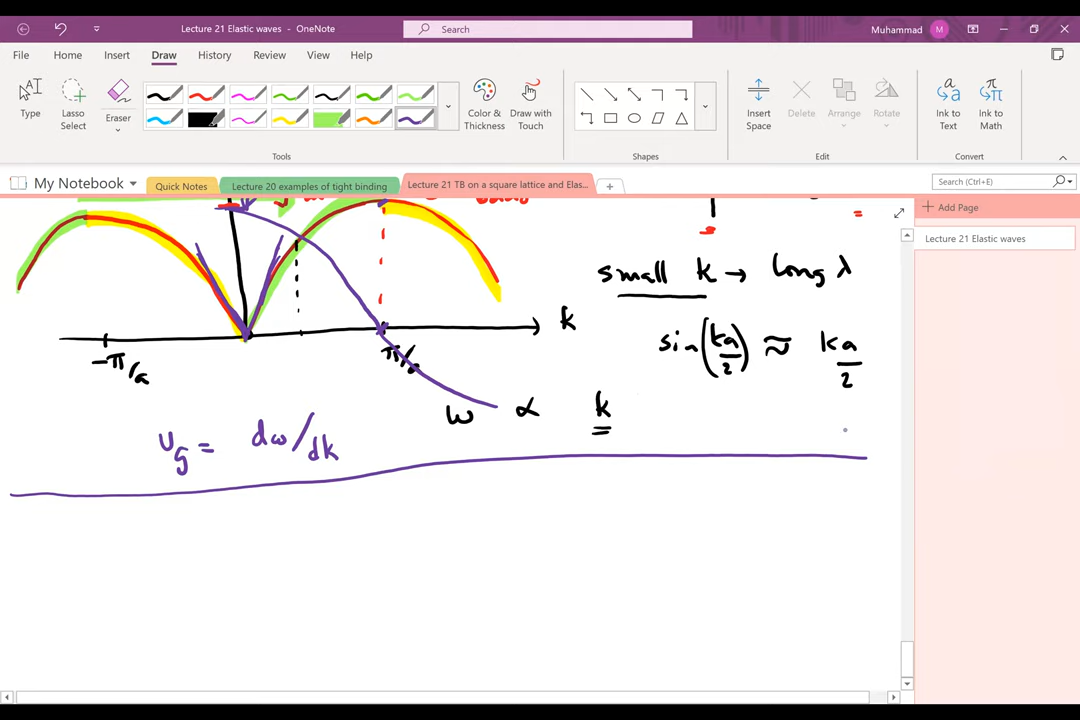 Lecture 21 Elastic waves - OneNote
Search
Muhammad
M
File Home Insert Draw History Review View Help
Type
Lasso Select
Eraser
Color & Thickness
Draw with Touch
Insert Space
Delete
Arrange
Rotate
Ink to Text
Ink to Math
Tools
Shapes
Edit
Convert
My Notebook
Quick Notes
Lecture 20 examples of tight binding
Lecture 21 TB on a square lattice and Elas...
Search (Ctrl+E)
Add Page
Lecture 21 Elastic waves
small k → long λ
k
sin(ka/2) ≈ ka/2
-π/a
π/
ω ∝ k
υg = dω/dk